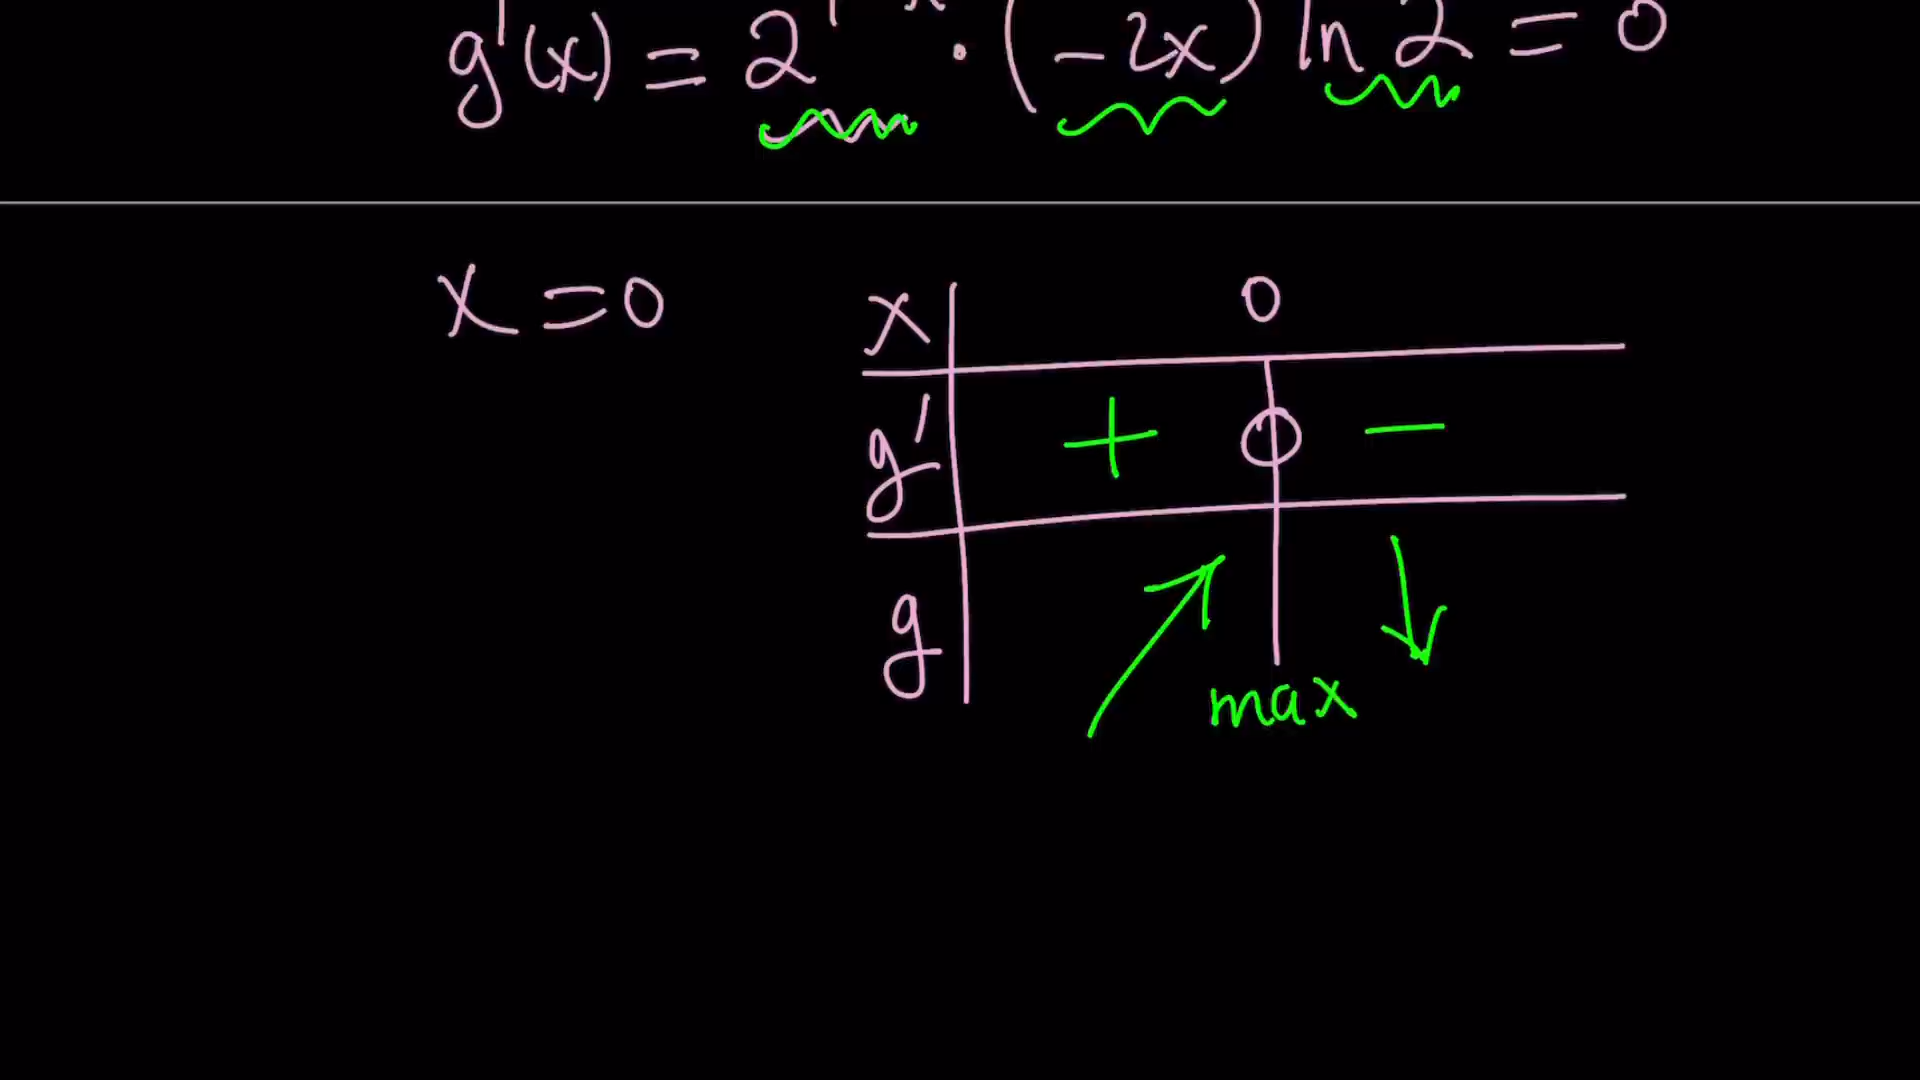 g'(x) = 2 · (-2x) ln 2 = 0
x = 0
x 0
g' + 0 -
g
max